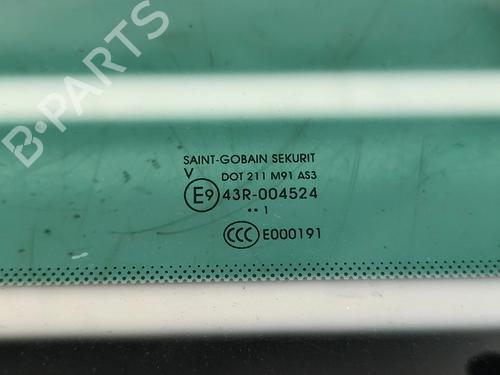 B-PARTS
SAINT-GOBAIN SEKURIT
V DOT 211 M91 AS3
E9 43R-004524
•• 1
CCC E000191